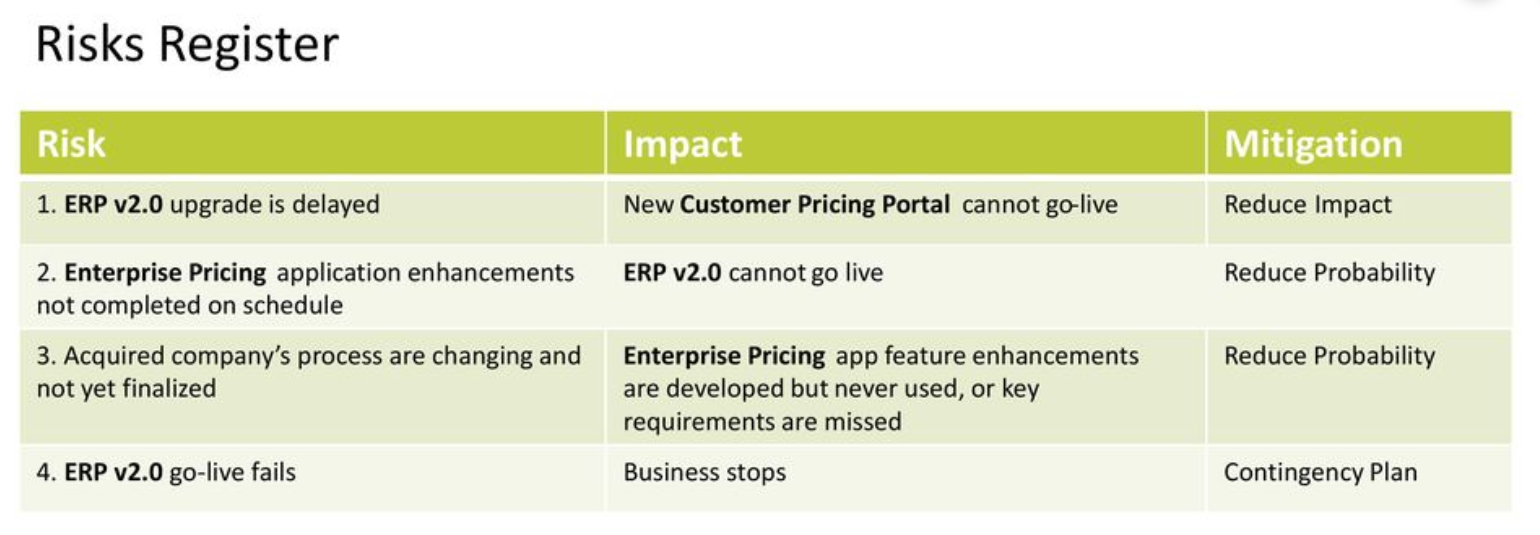 Risks Register
Risk Impact Mitigation
1. ERP v2.0 upgrade is delayed New Customer Pricing Portal cannot go-live Reduce Impact
2. Enterprise Pricing application enhancements ERP v2.0 cannot go live Reduce Probability
not completed on schedule
3. Acquired company’s process are changing and Enterprise Pricing app feature enhancements Reduce Probability
not yet finalized are developed but never used, or key
requirements are missed
4. ERP v2.0 go-live fails Business stops Contingency Plan